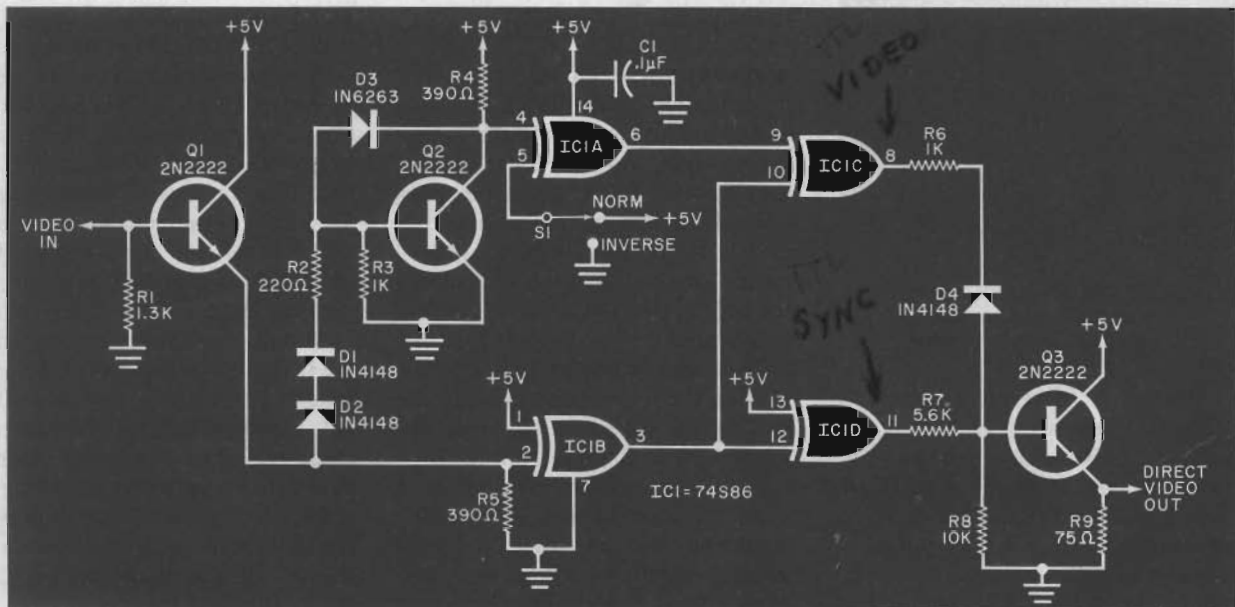 +5V
+5V
+5V
C1
.1µF
TTL
VIDEO
D3
1N6263
R4
390Ω
14
4
5
IC1A
6
9
10
IC1C
8
R6
1K
Q1
2N2222
Q2
2N2222
VIDEO
IN
NORM
+5V
S1
INVERSE
R1
1.3K
R2
220Ω
R3
1K
TTL
SYNC
D4
1N4148
+5V
D1
1N4148
D2
1N4148
+5V
+5V
Q3
2N2222
1
2
IC1B
3
7
13
12
IC1D
11
R7
5.6K
IC1 = 74S86
R5
390Ω
R8
10K
R9
75Ω
DIRECT
VIDEO
OUT